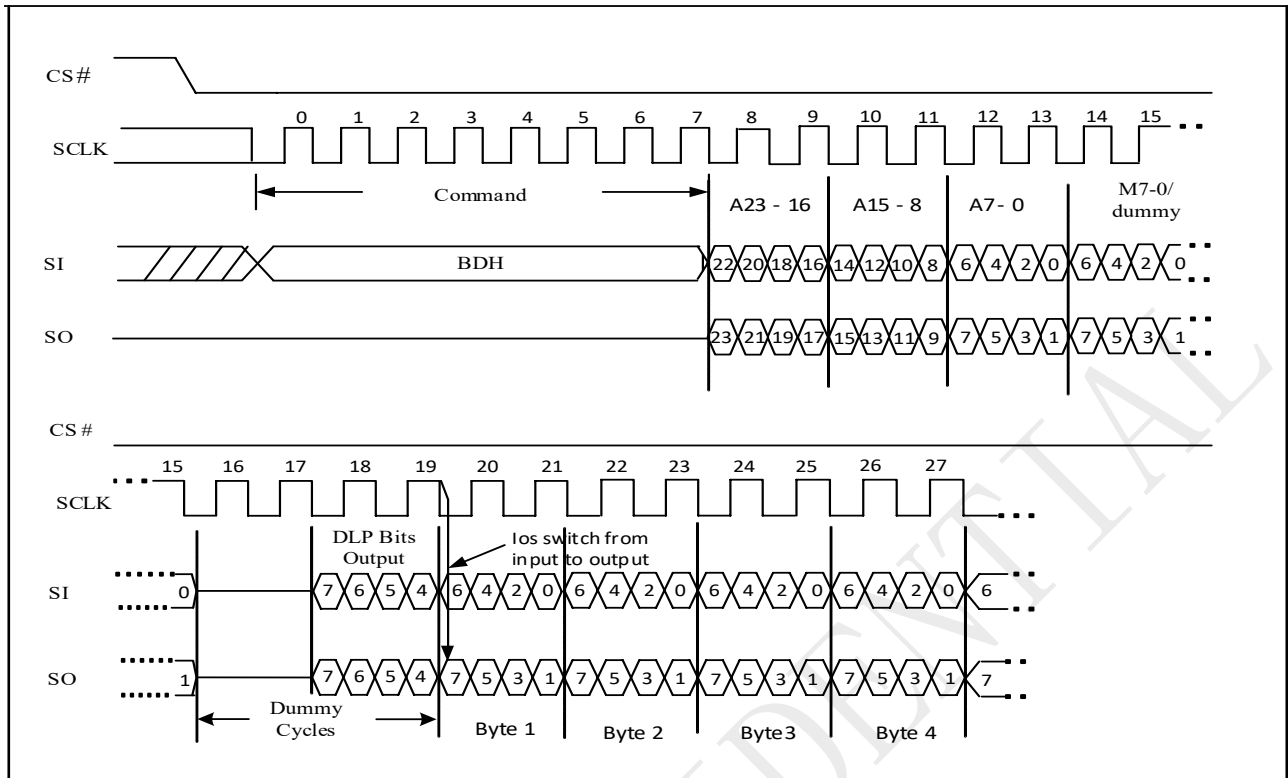 CS#
0 1 2 3 4 5 6 7 8 9 10 11 12 13 14 15
SCLK
Command
A23 - 16 A15 - 8 A7- 0 M7-0/
dummy
SI BDH 22 20 18 16 14 12 10 8 6 4 2 0 6 4 2 0
SO 23 21 19 17 15 13 11 9 7 5 3 1 7 5 3 1
CS #
15 16 17 18 19 20 21 22 23 24 25 26 27
SCLK
DLP Bits
Output
Ios switch from
input to output
SI 0 7 6 5 4 6 4 2 0 6 4 2 0 6 4 2 0 6 4 2 0 6
SO 1 7 6 5 4 7 5 3 1 7 5 3 1 7 5 3 1 7 5 3 1 7
Dummy
Cycles
Byte 1 Byte 2 Byte3 Byte 4
DENTIAL